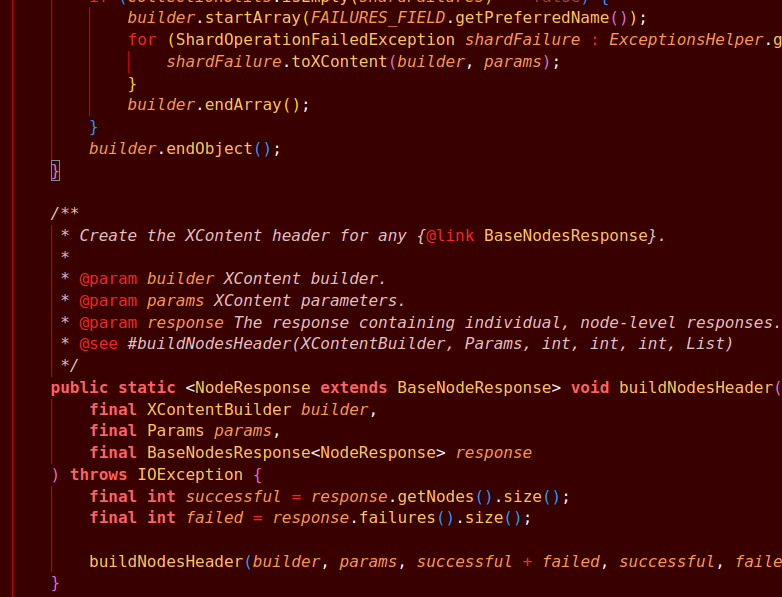 builder.startArray(FAILURES_FIELD.getPreferredName());
for (ShardOperationFailedException shardFailure : ExceptionsHelper.g
shardFailure.toXContent(builder, params);
}
builder.endArray();
}
builder.endObject();
}
/**
* Create the XContent header for any {@link BaseNodesResponse}.
*
* @param builder XContent builder.
* @param params XContent parameters.
* @param response The response containing individual, node-level responses.
* @see #buildNodesHeader(XContentBuilder, Params, int, int, int, List)
*/
public static <NodeResponse extends BaseNodeResponse> void buildNodesHeader(
final XContentBuilder builder,
final Params params,
final BaseNodesResponse<NodeResponse> response
) throws IOException {
final int successful = response.getNodes().size();
final int failed = response.failures().size();
buildNodesHeader(builder, params, successful + failed, successful, faile
}